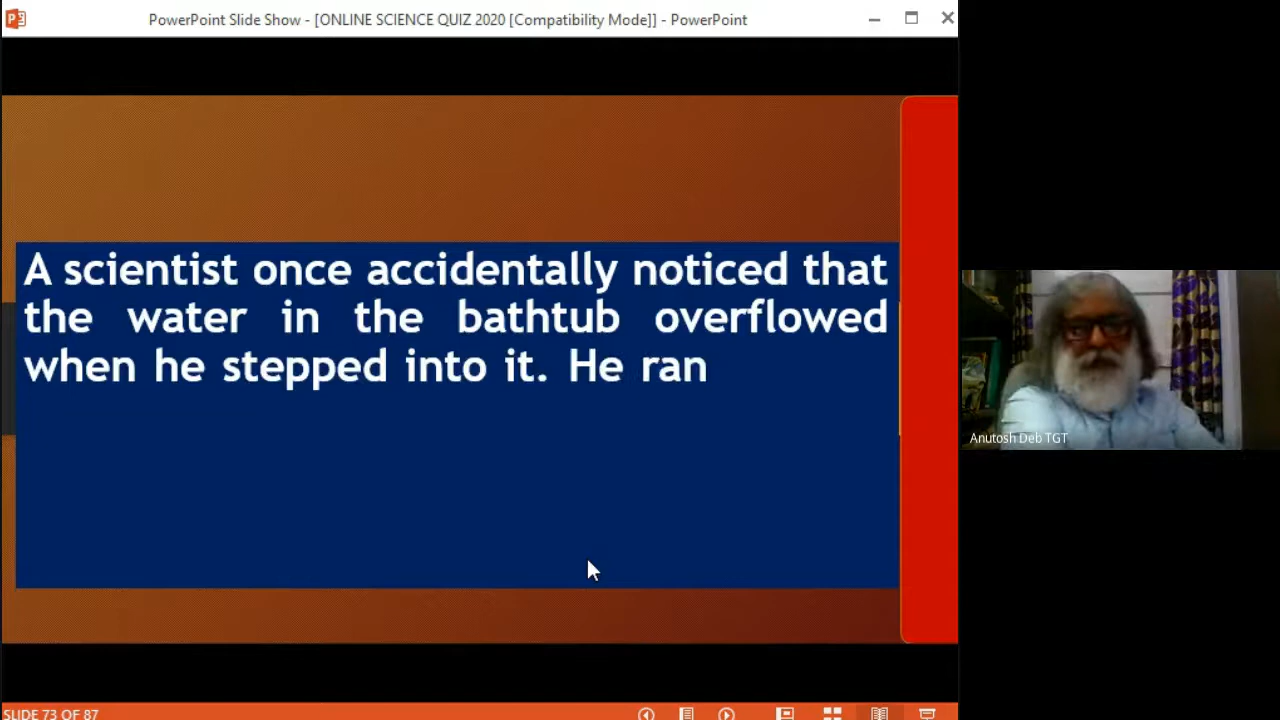 PowerPoint Slide Show - [ONLINE SCIENCE QUIZ 2020 [Compatibility Mode]] - PowerPoint
A scientist once accidentally noticed that
the water in the bathtub overflowed
when he stepped into it. He ran
Anutosh Deb TGT
SLIDE 73 OF 87